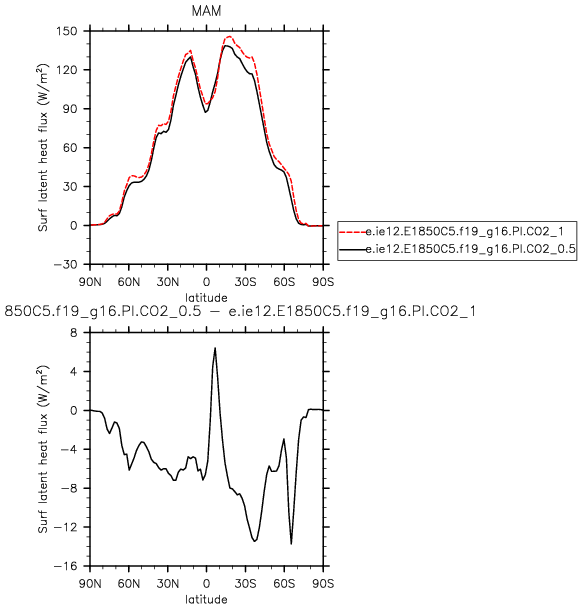 MAM
Surf latent heat flux (W/m²)
150
120
90
60
30
0
−30
90N 60N 30N 0 30S 60S 90S
latitude
e.ie12.E1850C5.f19_g16.PI.CO2_1
e.ie12.E1850C5.f19_g16.PI.CO2_0.5
850C5.f19_g16.PI.CO2_0.5 − e.ie12.E1850C5.f19_g16.PI.CO2_1
Surf latent heat flux (W/m²)
8
4
0
−4
−8
−12
−16
90N 60N 30N 0 30S 60S 90S
latitude